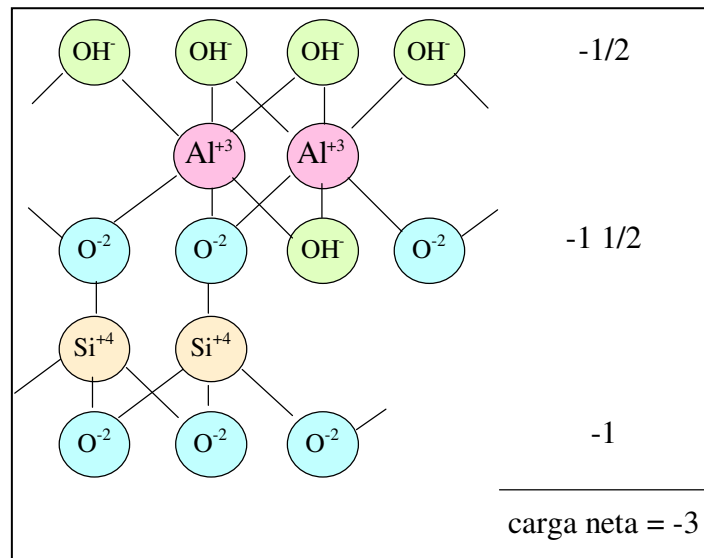 OH⁻ OH⁻ OH⁻ OH⁻ -1/2
Al⁺³ Al⁺³
O⁻² O⁻² OH⁻ O⁻² -1 1/2
Si⁺⁴ Si⁺⁴
O⁻² O⁻² O⁻² -1
carga neta = -3